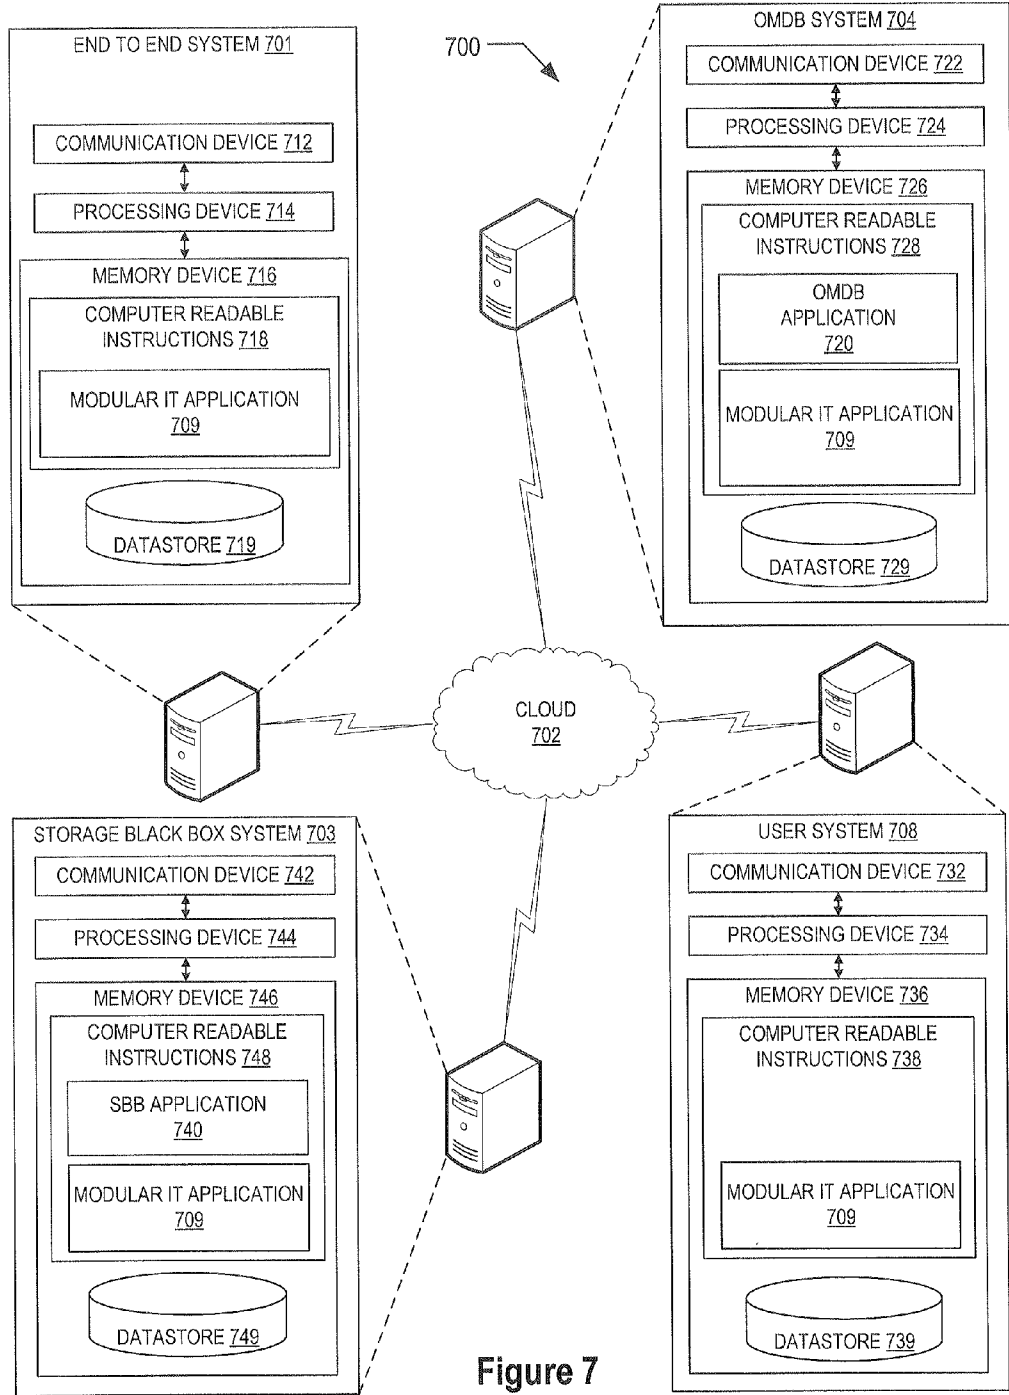 END TO END SYSTEM 701
COMMUNICATION DEVICE 712
PROCESSING DEVICE 714
MEMORY DEVICE 716
COMPUTER READABLE
INSTRUCTIONS 718
MODULAR IT APPLICATION
709
DATASTORE 719
700
OMDB SYSTEM 704
COMMUNICATION DEVICE 722
PROCESSING DEVICE 724
MEMORY DEVICE 726
COMPUTER READABLE
INSTRUCTIONS 728
OMDB
APPLICATION
720
MODULAR IT APPLICATION
709
DATASTORE 729
CLOUD
702
STORAGE BLACK BOX SYSTEM 703
COMMUNICATION DEVICE 742
PROCESSING DEVICE 744
MEMORY DEVICE 746
COMPUTER READABLE
INSTRUCTIONS 748
SBB APPLICATION
740
MODULAR IT APPLICATION
709
DATASTORE 749
USER SYSTEM 708
COMMUNICATION DEVICE 732
PROCESSING DEVICE 734
MEMORY DEVICE 736
COMPUTER READABLE
INSTRUCTIONS 738
MODULAR IT APPLICATION
709
DATASTORE 739
Figure 7